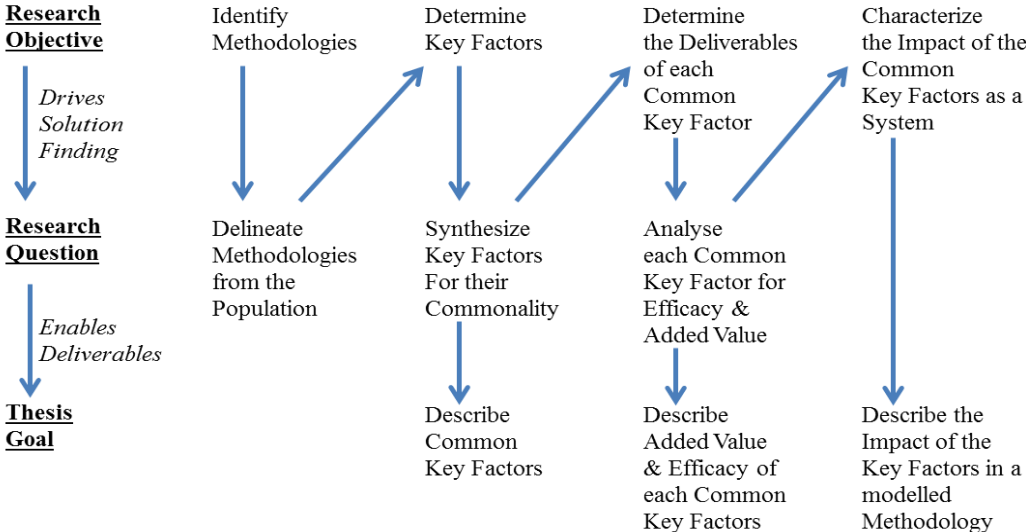 Research
Objective
Drives
Solution
Finding
Research
Question
Enables
Deliverables
Thesis
Goal
Identify
Methodologies
Delineate
Methodologies
from the
Population
Determine
Key Factors
Synthesize
Key Factors
For their
Commonality
Describe
Common
Key Factors
Determine
the Deliverables
of each
Common
Key Factor
Analyse
each Common
Key Factor for
Efficacy &
Added Value
Describe
Added Value
& Efficacy of
each Common
Key Factors
Characterize
the Impact of the
Common
Key Factors as a
System
Describe the
Impact of the
Key Factors in a
modelled
Methodology